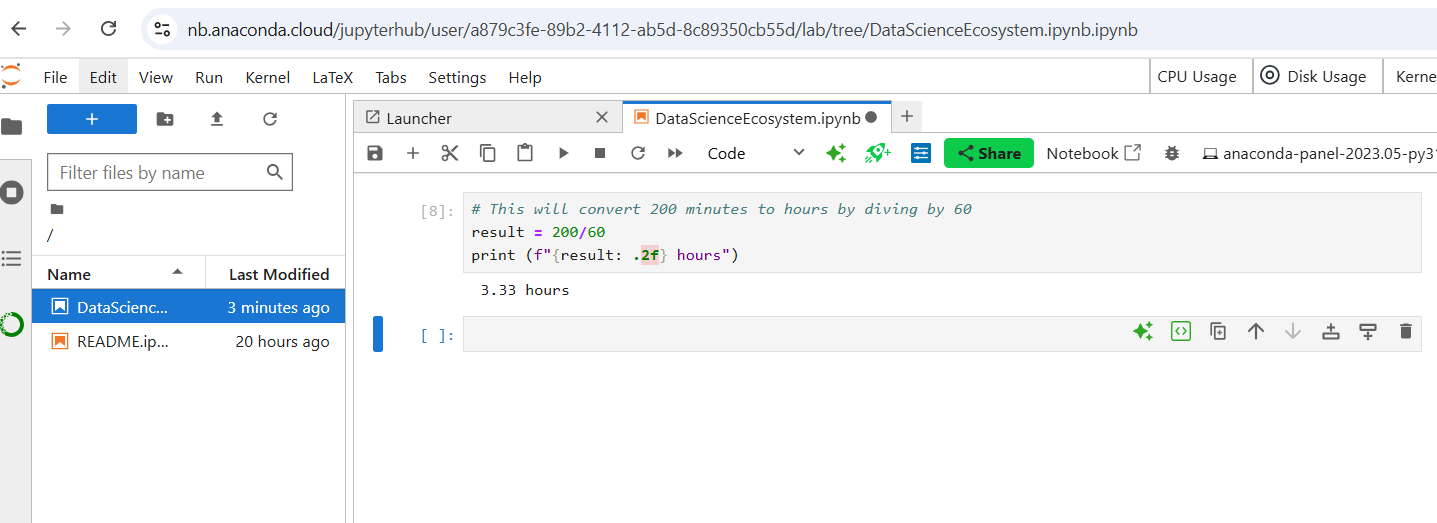 nb.anaconda.cloud/jupyterhub/user/a879c3fe-89b2-4112-ab5d-8c89350cb55d/lab/tree/DataScienceEcosystem.ipynb.ipynb
File Edit View Run Kernel LaTeX Tabs Settings Help CPU Usage Disk Usage Kerne
Launcher DataScienceEcosystem.ipynb
Code Share Notebook anaconda-panel-2023.05-py31
Filter files by name
/
Name Last Modified
DataScienc... 3 minutes ago
README.ip... 20 hours ago
[8]: # This will convert 200 minutes to hours by diving by 60
result = 200/60
print (f"{result: .2f} hours")
3.33 hours
[ ]: